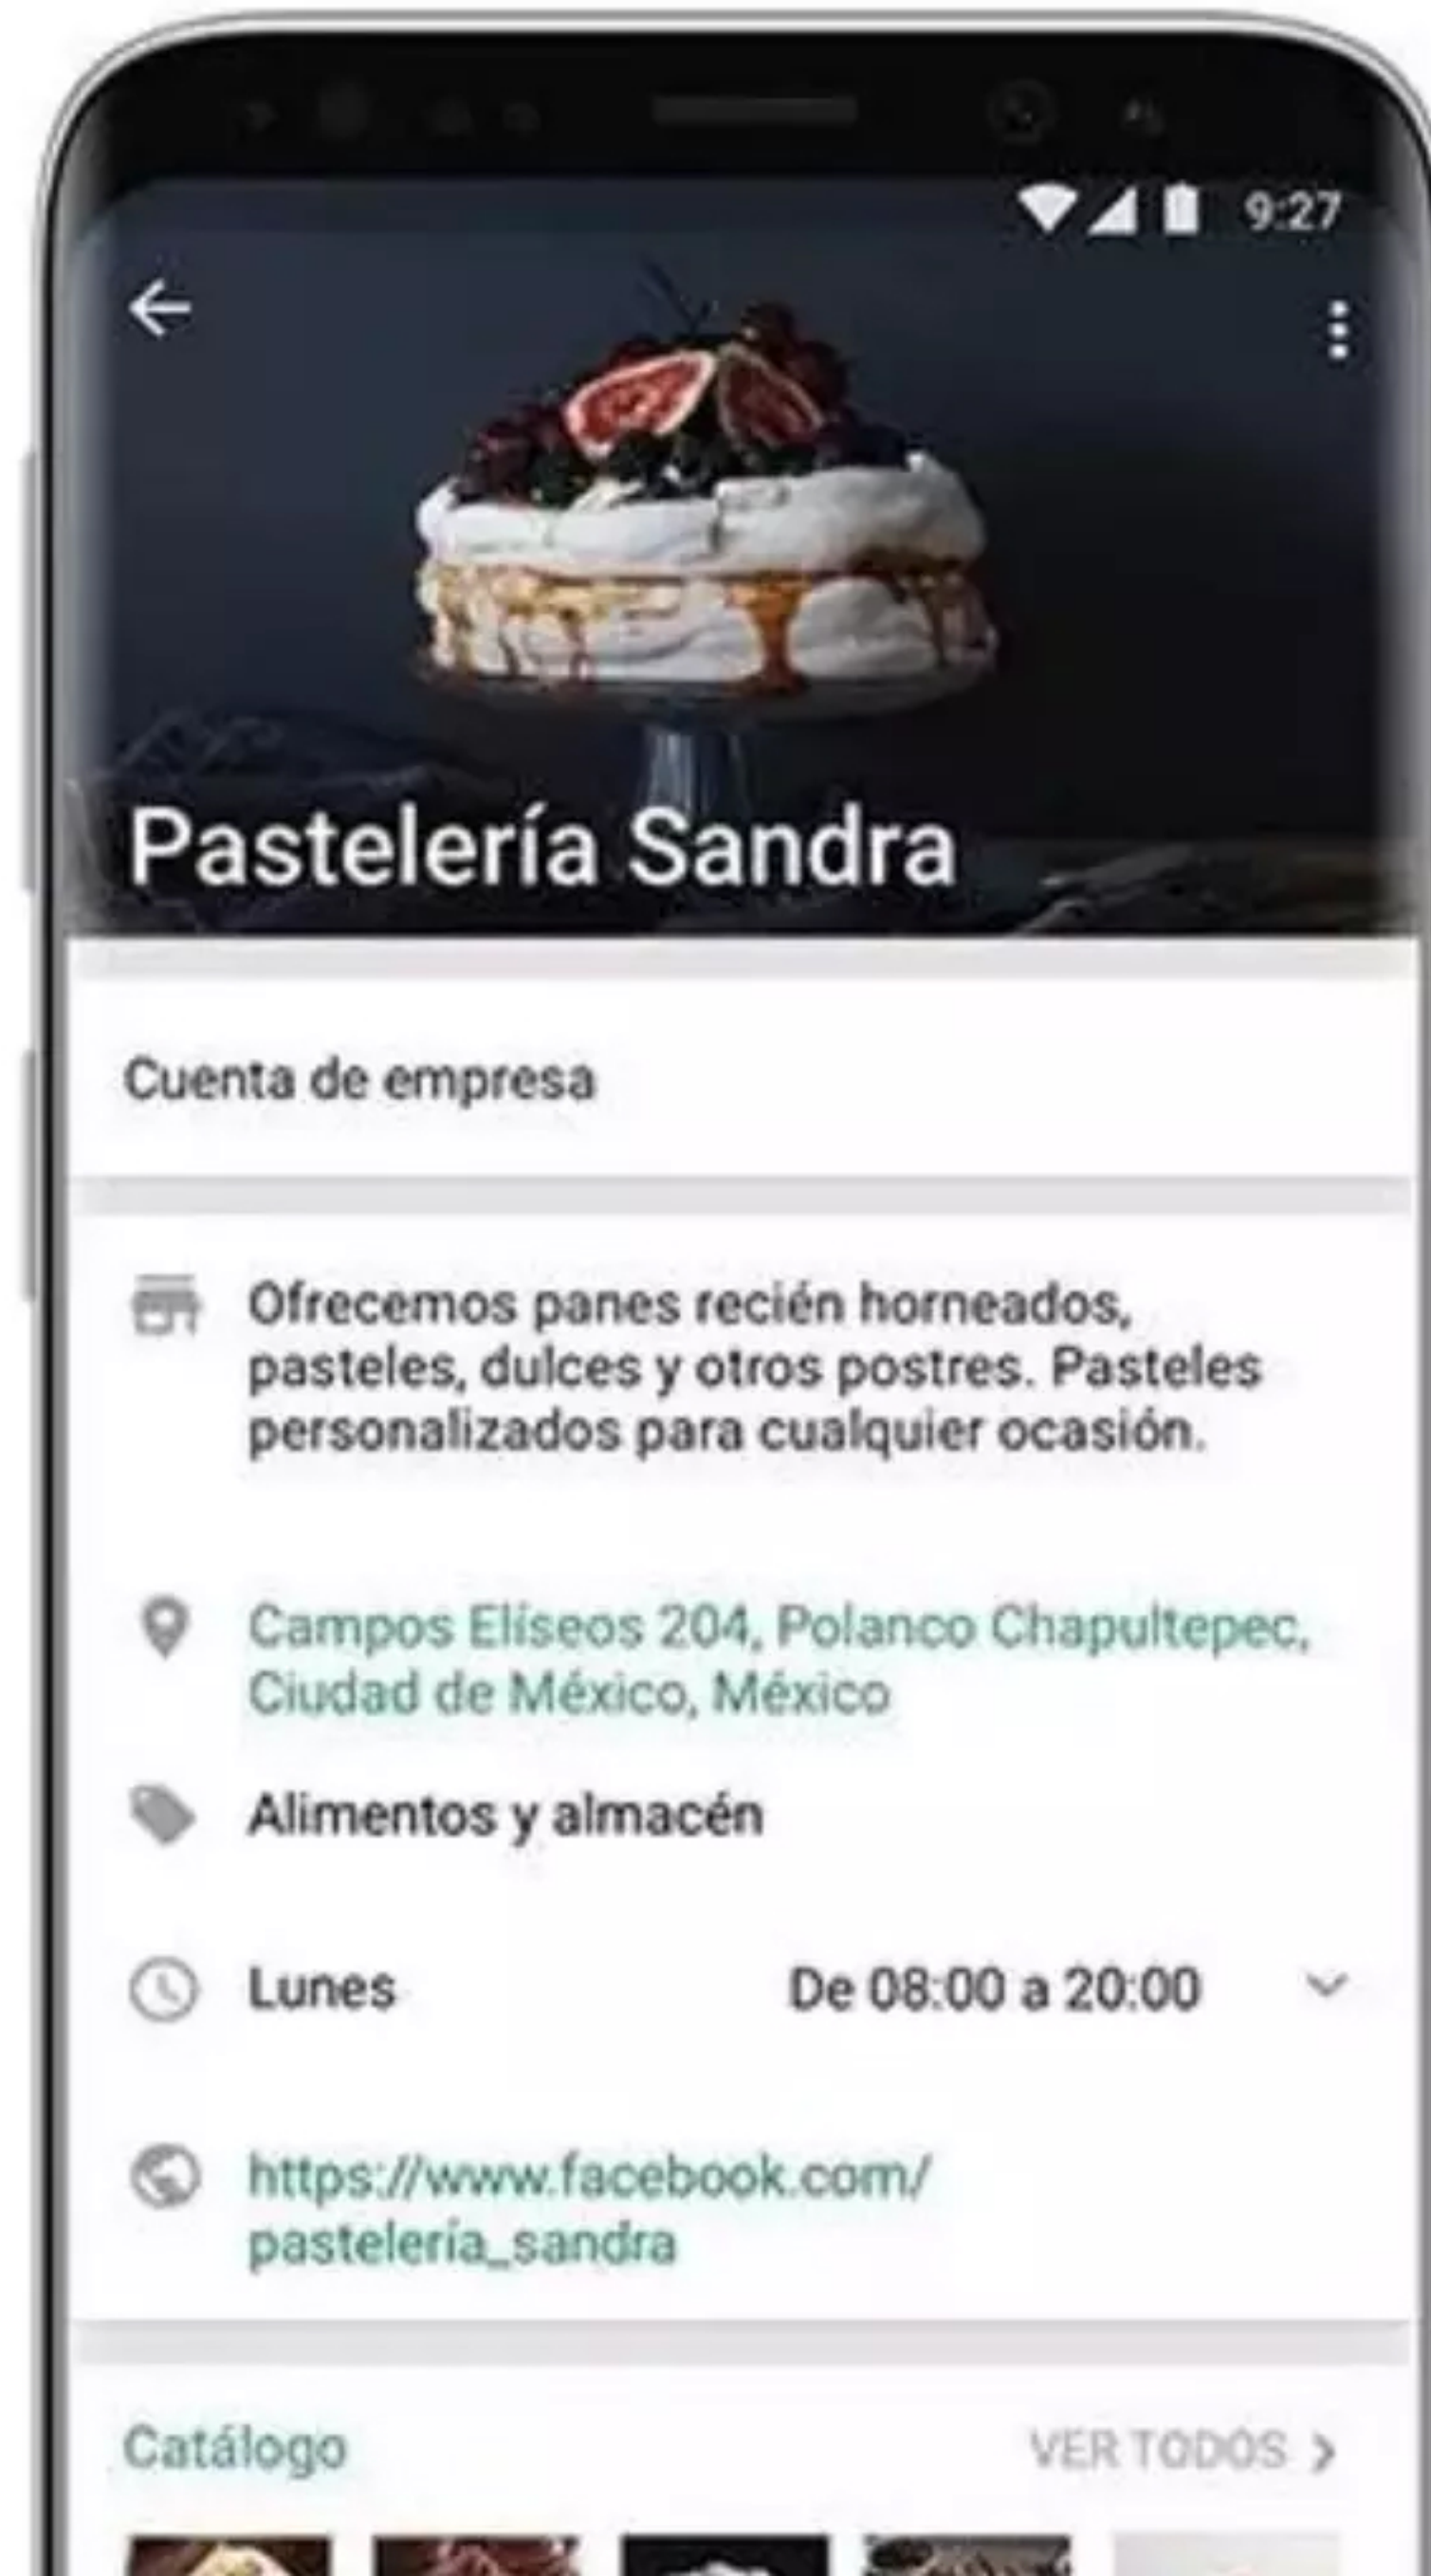 9:27
Pastelería Sandra
Cuenta de empresa
Ofrecemos panes recién horneados,
pasteles, dulces y otros postres. Pasteles
personalizados para cualquier ocasión.
Campos Elíseos 204, Polanco Chapultepec,
Ciudad de México, México
Alimentos y almacén
Lunes De 08:00 a 20:00
https://www.facebook.com/
pastelería_sandra
Catálogo VER TODOS